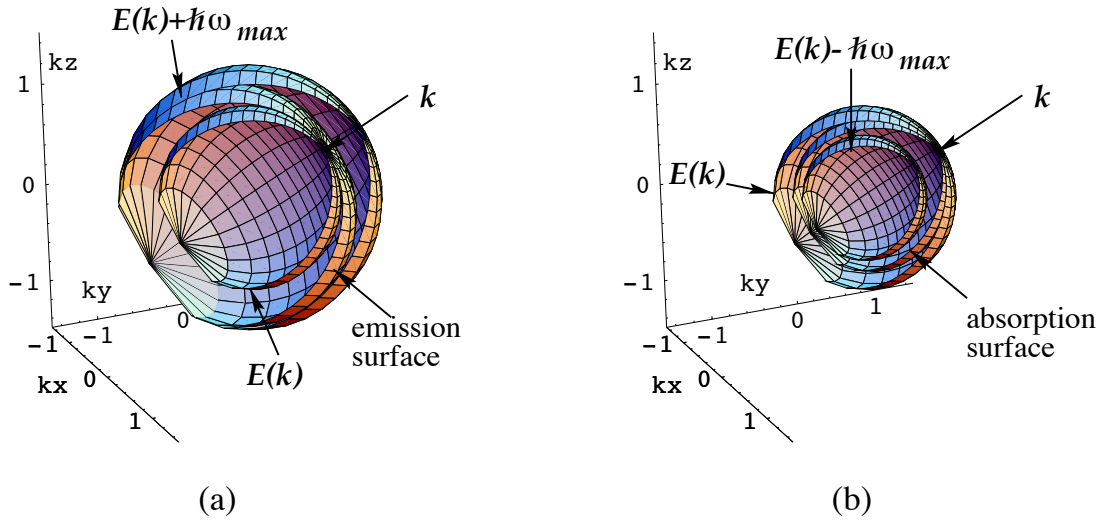 E(k)+ħω max
kz
1
k
0
-1
ky
0
-1
-1
0
kx
1
emission
surface
E(k)
(a)
E(k)- ħω max
kz
1
k
E(k)
0
-1
ky
0
1
-1
-1
0
kx
1
absorption
surface
(b)